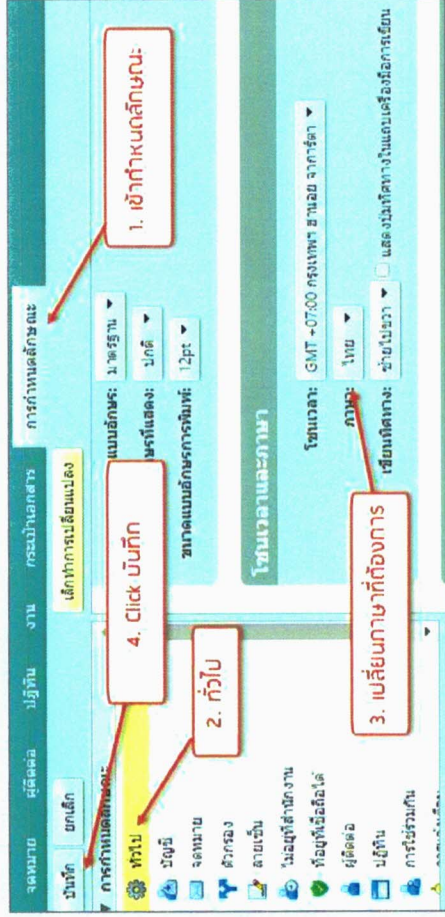 จดหมาย ผู้ติดต่อ ปฏิทิน งาน กระเป๋าเอกสาร การกำหนดลักษณะ
บันทึก ยกเลิก เลิกทำการเปลี่ยนแปลง
1. เข้ากำหนดลักษณะ
4. Click บันทึก
▼ การกำหนดลักษณะ
ทั่วไป
2. ทั่วไป
บัญชี
จดหมาย
ตัวกรอง
ลายเซ็น
ไม่อยู่ที่สำนักงาน
ที่อยู่ที่เชื่อถือได้
ผู้ติดต่อ
ปฏิทิน
การใช้ร่วมกัน
แบบอักษร: มาตรฐาน
ษรที่แสดง: ปกติ
ขนาดแบบอักษรการพิมพ์: 12pt
โซนเวลาและภาษา
โซนเวลา: GMT +07:00 กรุงเทพฯ ฮานอย จาการ์ตา
ภาษา: ไทย
3. เปลี่ยนภาษาที่ต้องการ
เขียนทิศทาง: ซ้ายไปขวา แสดงปุ่มทิศทางในแถบเครื่องมือการเขียน